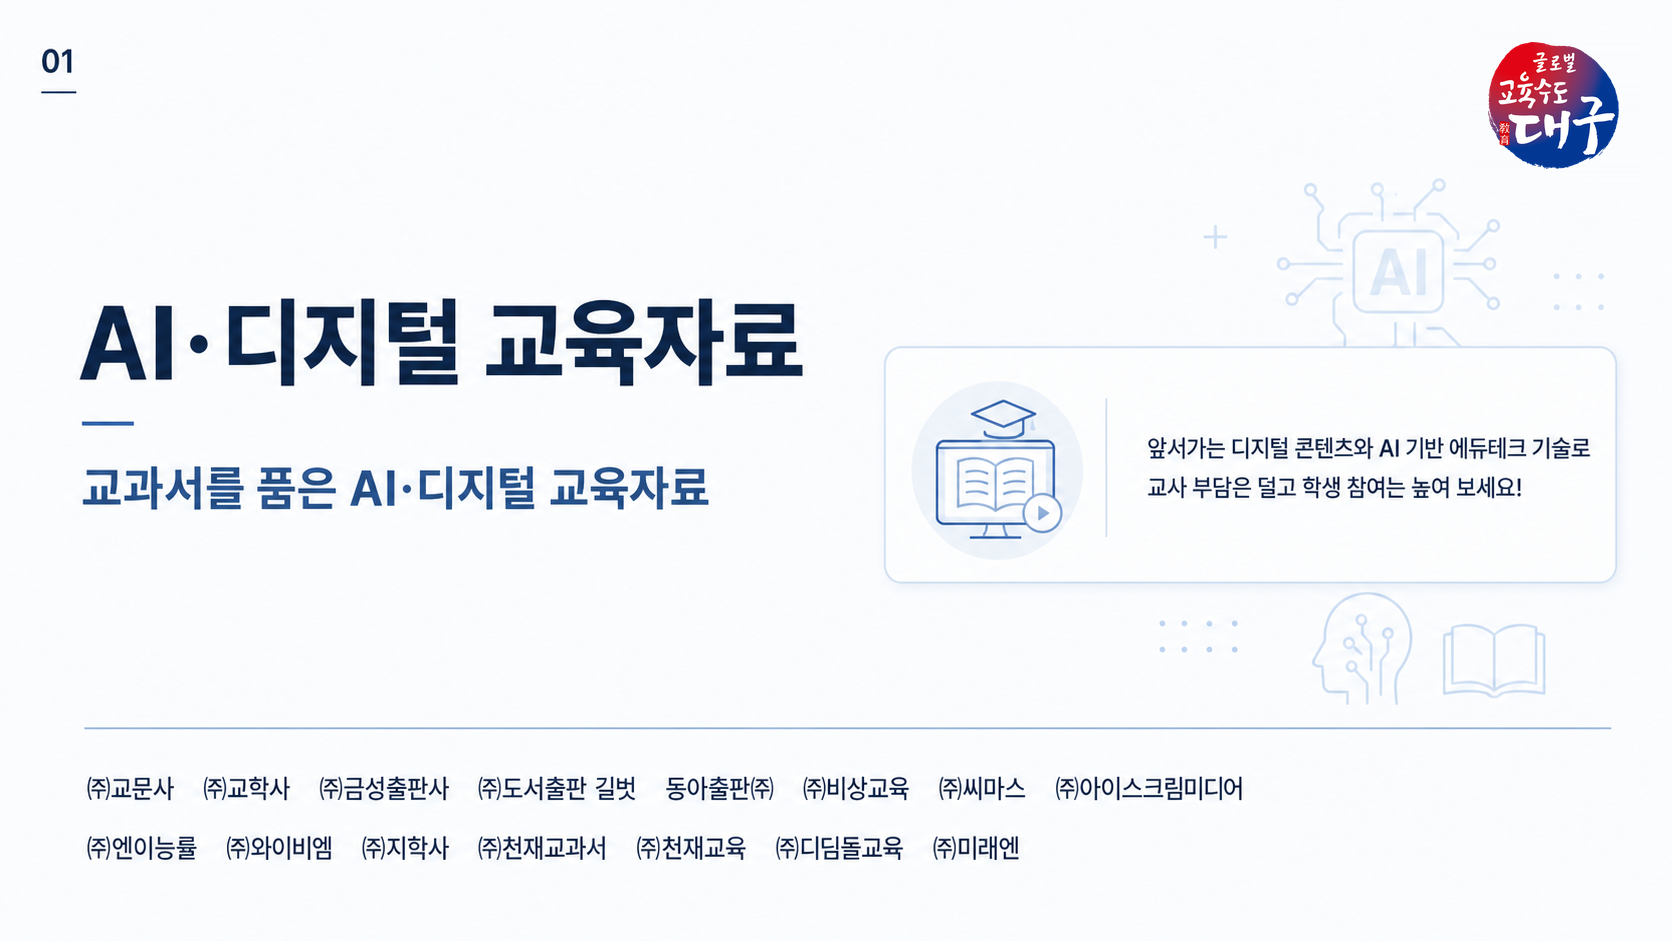 01
글로벌
교육수도
대구
教育
AI
AI·디지털 교육자료
교과서를 품은 AI·디지털 교육자료
앞서가는 디지털 콘텐츠와 AI 기반 에듀테크 기술로
교사 부담은 덜고 학생 참여는 높여 보세요!
㈜교문사 ㈜교학사 ㈜금성출판사 ㈜도서출판 길벗 동아출판㈜ ㈜비상교육 ㈜씨마스 ㈜아이스크림미디어
㈜엔이능률 ㈜와이비엠 ㈜지학사 ㈜천재교과서 ㈜천재교육 ㈜디딤돌교육 ㈜미래엔